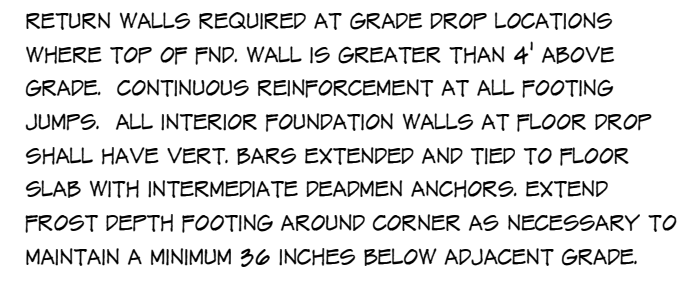 RETURN WALLS REQUIRED AT GRADE DROP LOCATIONS
WHERE TOP OF FND. WALL IS GREATER THAN 4' ABOVE
GRADE. CONTINUOUS REINFORCEMENT AT ALL FOOTING
JUMPS. ALL INTERIOR FOUNDATION WALLS AT FLOOR DROP
SHALL HAVE VERT. BARS EXTENDED AND TIED TO FLOOR
SLAB WITH INTERMEDIATE DEADMEN ANCHORS. EXTEND
FROST DEPTH FOOTING AROUND CORNER AS NECESSARY TO
MAINTAIN A MINIMUM 36 INCHES BELOW ADJACENT GRADE.